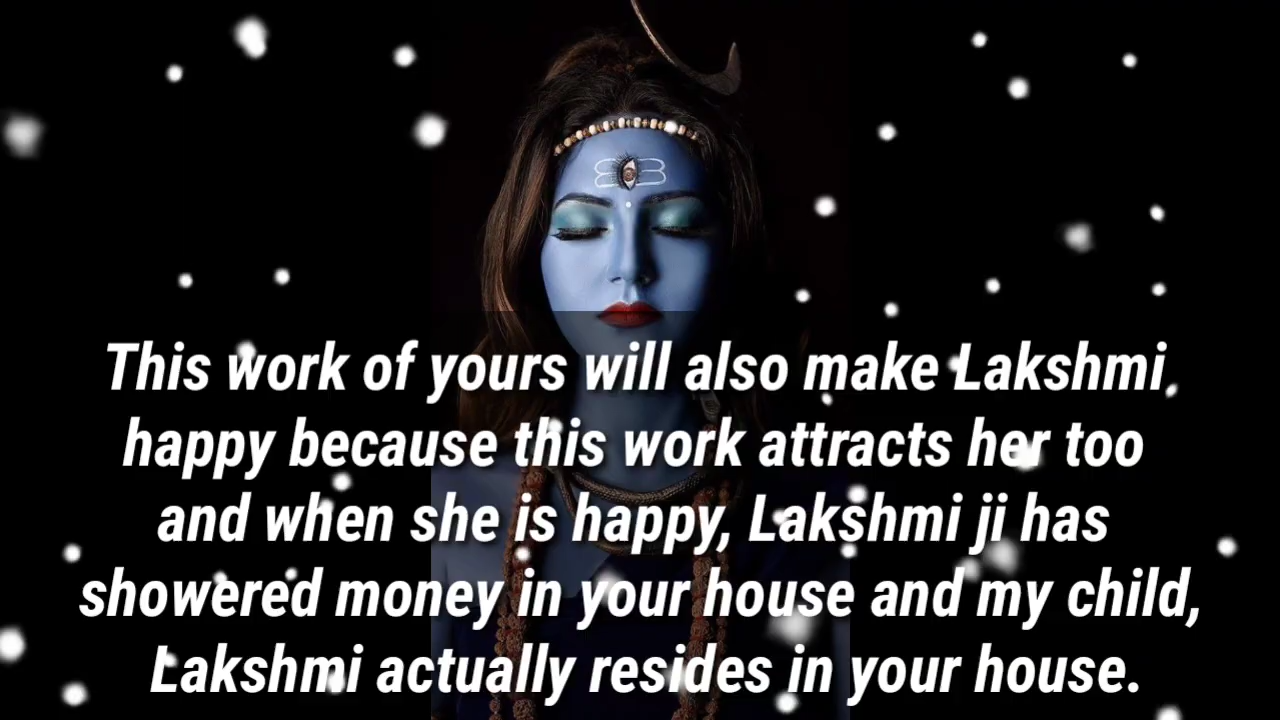 This work of yours will also make Lakshmi
happy because this work attracts her too
and when she is happy, Lakshmi ji has
showered money in your house and my child,
Lakshmi actually resides in your house.